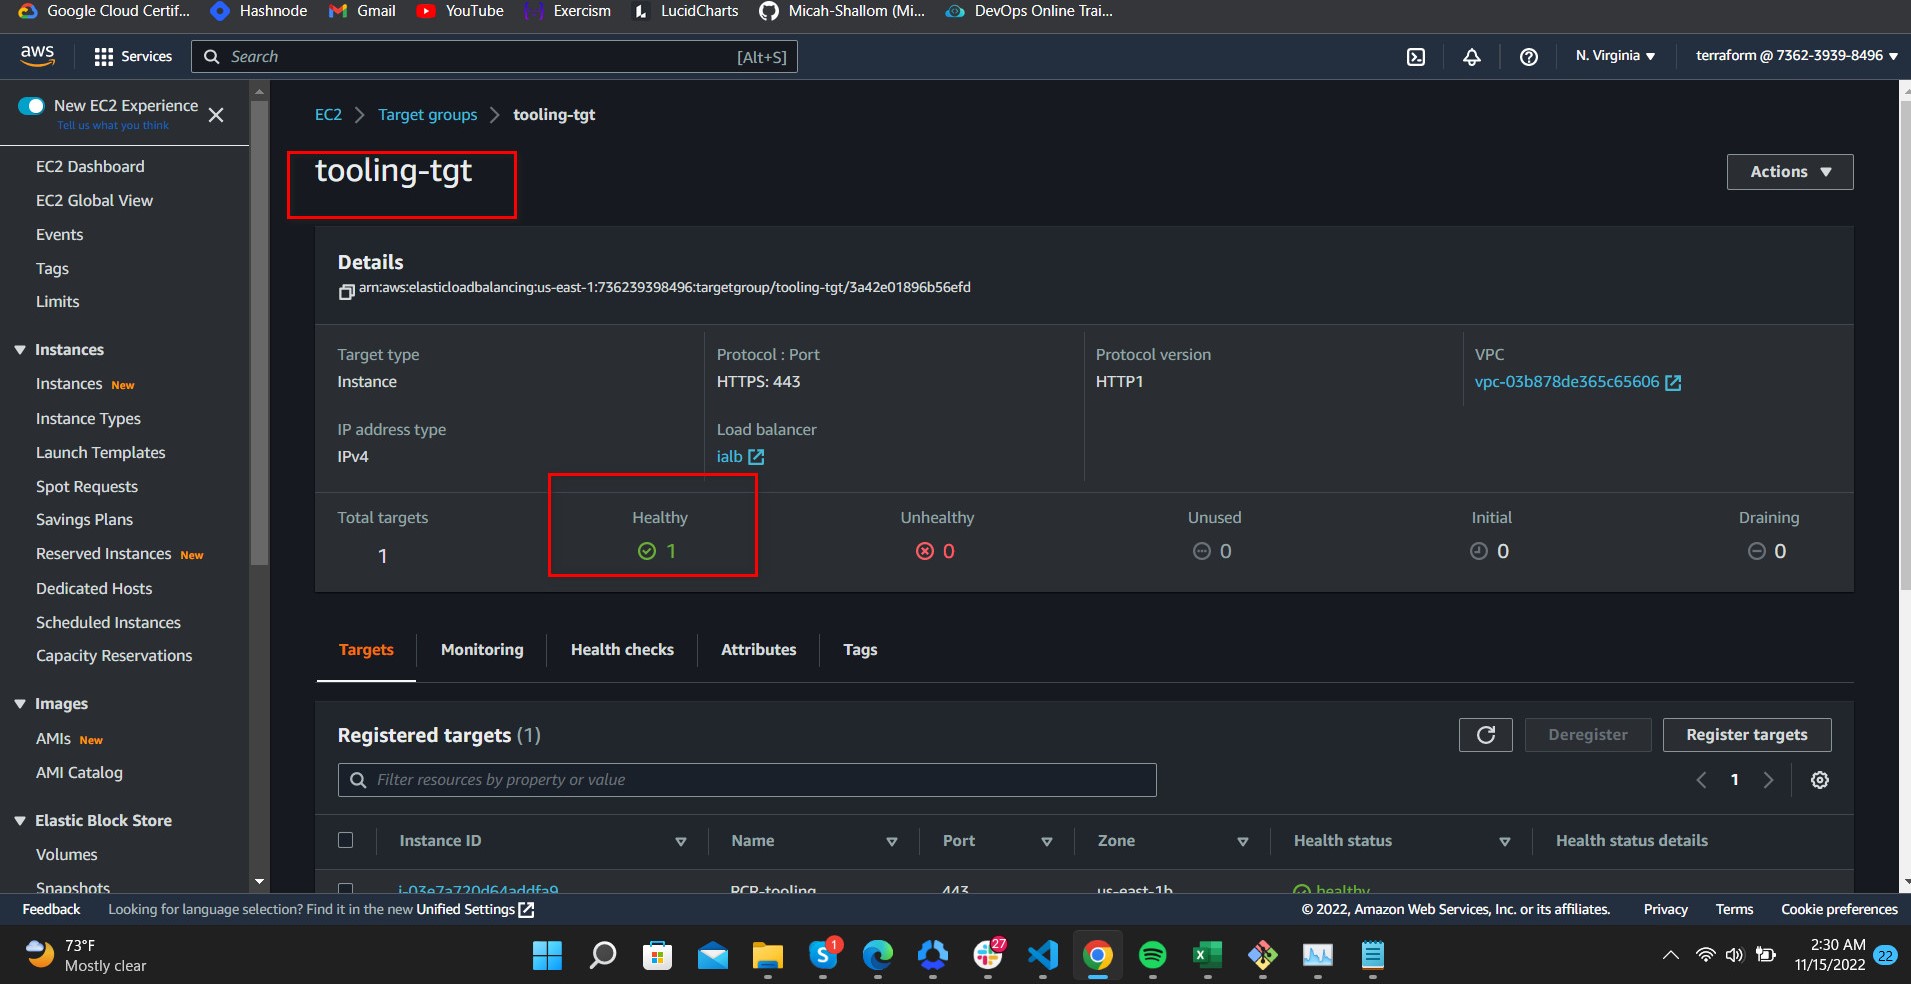 Google Cloud Certif... Hashnode Gmail YouTube Exercism LucidCharts Micah-Shallom (Mi... DevOps Online Trai...
aws Services Search [Alt+S] N. Virginia terraform @ 7362-3939-8496
New EC2 Experience
Tell us what you think
EC2 Dashboard
EC2 Global View
Events
Tags
Limits
Instances
Instances New
Instance Types
Launch Templates
Spot Requests
Savings Plans
Reserved Instances New
Dedicated Hosts
Scheduled Instances
Capacity Reservations
Images
AMIs New
AMI Catalog
Elastic Block Store
Volumes
Snapshots
EC2 > Target groups > tooling-tgt
tooling-tgt
Actions
Details
arn:aws:elasticloadbalancing:us-east-1:736239398496:targetgroup/tooling-tgt/3a42e01896b56efd
Target type Protocol : Port Protocol version VPC
Instance HTTPS: 443 HTTP1 vpc-03b878de365c65606
IP address type Load balancer
IPv4 ialb
Total targets Healthy Unhealthy Unused Initial Draining
1 1 0 0 0 0
Targets Monitoring Health checks Attributes Tags
Registered targets (1) Deregister Register targets
Filter resources by property or value 1
Instance ID Name Port Zone Health status Health status details
i-03e7a720d64addfa9 PCR-tooling 443 us-east-1b healthy
Feedback Looking for language selection? Find it in the new Unified Settings © 2022, Amazon Web Services, Inc. or its affiliates. Privacy Terms Cookie preferences
73°F
Mostly clear
1
27
2:30 AM
11/15/2022
22